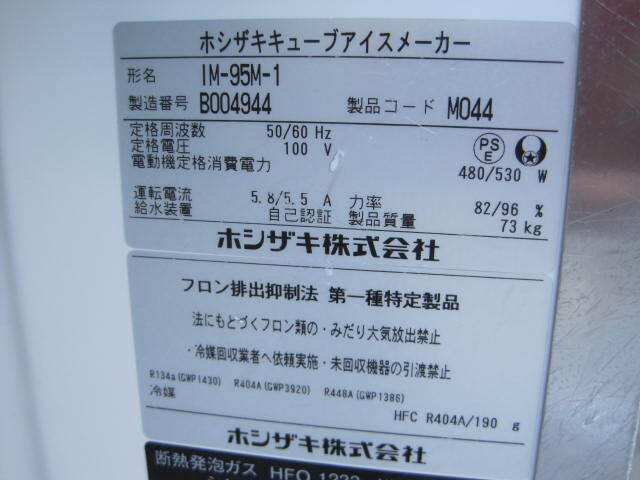 ホシザキキューブアイスメーカー
形名 IM-95M-1
製造番号 B004944 製品コード M044
定格周波数 50/60 Hz
定格電圧 100 V
電動機定格消費電力 480/530 W
PS E
運転電流 5.8/5.5 A 力率 82/96 %
給水装置 自己認証 製品質量 73 kg
ホシザキ株式会社
フロン排出抑制法 第一種特定製品
法にもとづくフロン類の・みだり大気放出禁止
・冷媒回収業者へ依頼実施・未回収機器の引渡禁止
R134a(GWP1430) R404A(GWP3920) R448A(GWP1386)
冷媒 HFC R404A/190 g
ホシザキ株式会社
断熱発泡ガス HFO 1233